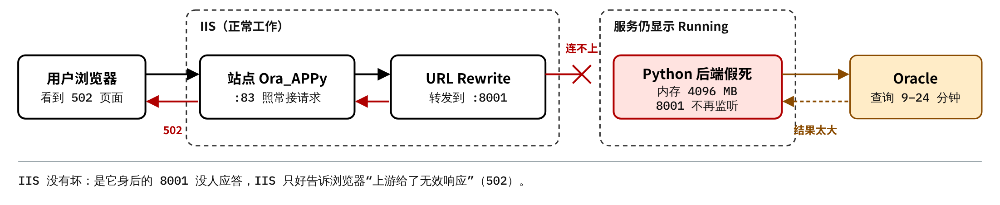 IIS（正常工作）
服务仍显示 Running
连不上
用户浏览器
看到 502 页面
站点 Ora_APPy
:83 照常接请求
URL Rewrite
转发到 :8001
Python 后端假死
内存 4096 MB
8001 不再监听
Oracle
查询 9–24 分钟
502
结果太大
IIS 没有坏：是它身后的 8001 没人应答，IIS 只好告诉浏览器“上游给了无效响应”（502）。